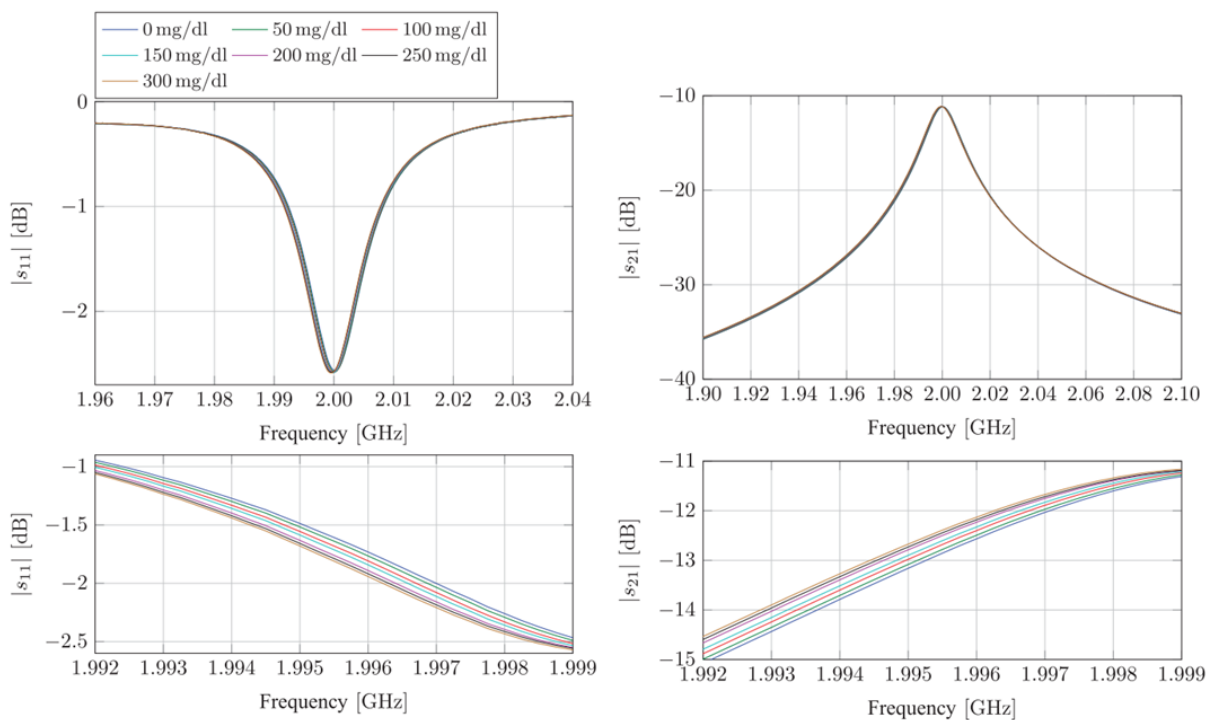 0 mg/dl 50 mg/dl 100 mg/dl
150 mg/dl 200 mg/dl 250 mg/dl
300 mg/dl
0
−1
−2
|s11| [dB]
1.96 1.97 1.98 1.99 2.00 2.01 2.02 2.03 2.04
Frequency [GHz]
−10
−20
−30
−40
|s21| [dB]
1.90 1.92 1.94 1.96 1.98 2.00 2.02 2.04 2.06 2.08 2.10
Frequency [GHz]
−1
−1.5
−2
−2.5
|s11| [dB]
1.992 1.993 1.994 1.995 1.996 1.997 1.998 1.999
Frequency [GHz]
−11
−12
−13
−14
−15
|s21| [dB]
1.992 1.993 1.994 1.995 1.996 1.997 1.998 1.999
Frequency [GHz]